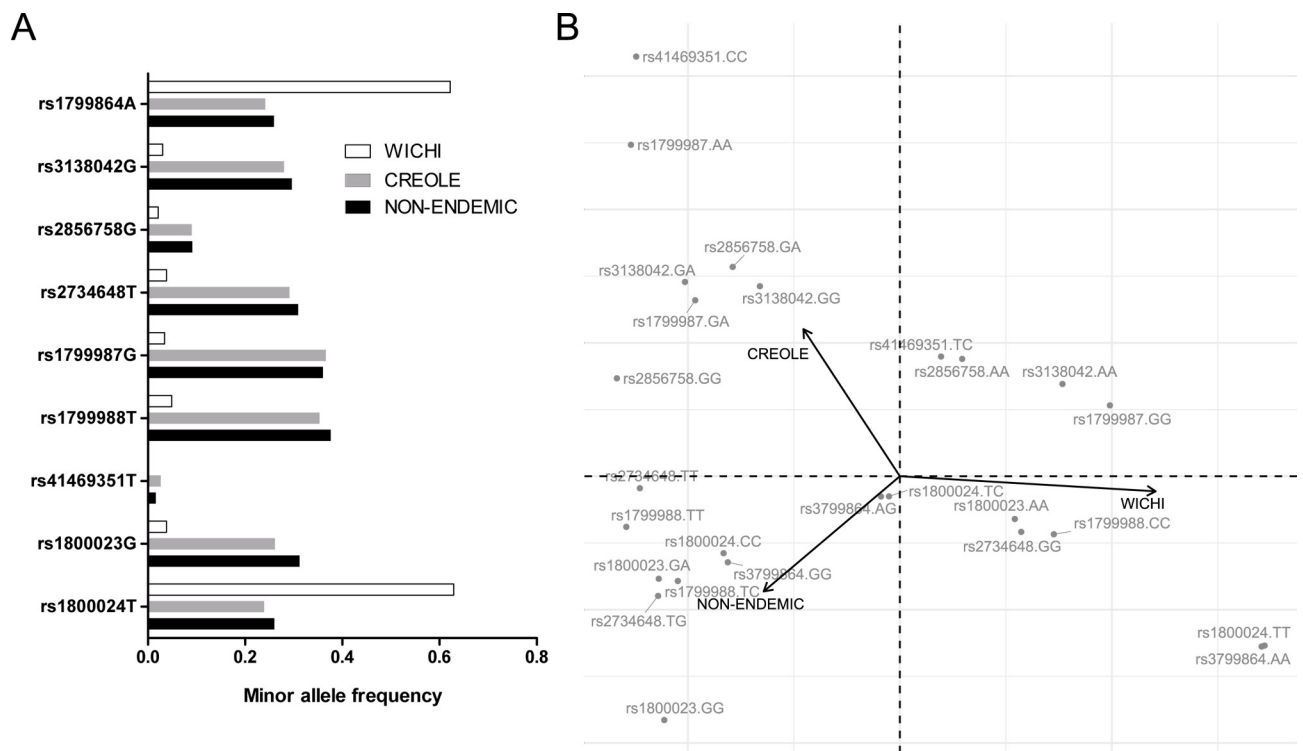 A
rs1799864A
rs3138042G
rs2856758G
rs2734648T
rs1799987G
rs1799988T
rs41469351T
rs1800023G
rs1800024T
WICHI
CREOLE
NON-ENDEMIC
0.0 0.2 0.4 0.6 0.8
Minor allele frequency
B
rs41469351.CC
rs1799987.AA
rs2856758.GA
rs3138042.GA
rs3138042.GG
rs1799987.GA
rs41469351.TC
CREOLE
rs2856758.GG
rs2856758.AA
rs3138042.AA
rs1799987.GG
rs2734648.TT
rs1800024.TC
rs3799864.AG
WICHI
rs1800023.AA
rs1799988.TT
rs1799988.CC
rs1800024.CC
rs2734648.GG
rs1800023.GA
rs3799864.GG
rs1799988.TC
NON-ENDEMIC
rs2734648.TG
rs1800024.TT
rs3799864.AA
rs1800023.GG